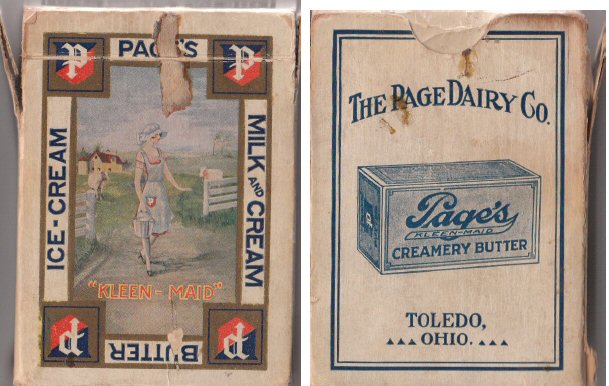 P PAGE'S P
ICE-CREAM
MILK AND CREAM
"KLEEN-MAID"
P BUTTER P
THE PAGE DAIRY CO.
P
Page's
KLEEN-MAID
CREAMERY BUTTER
TOLEDO,
OHIO.